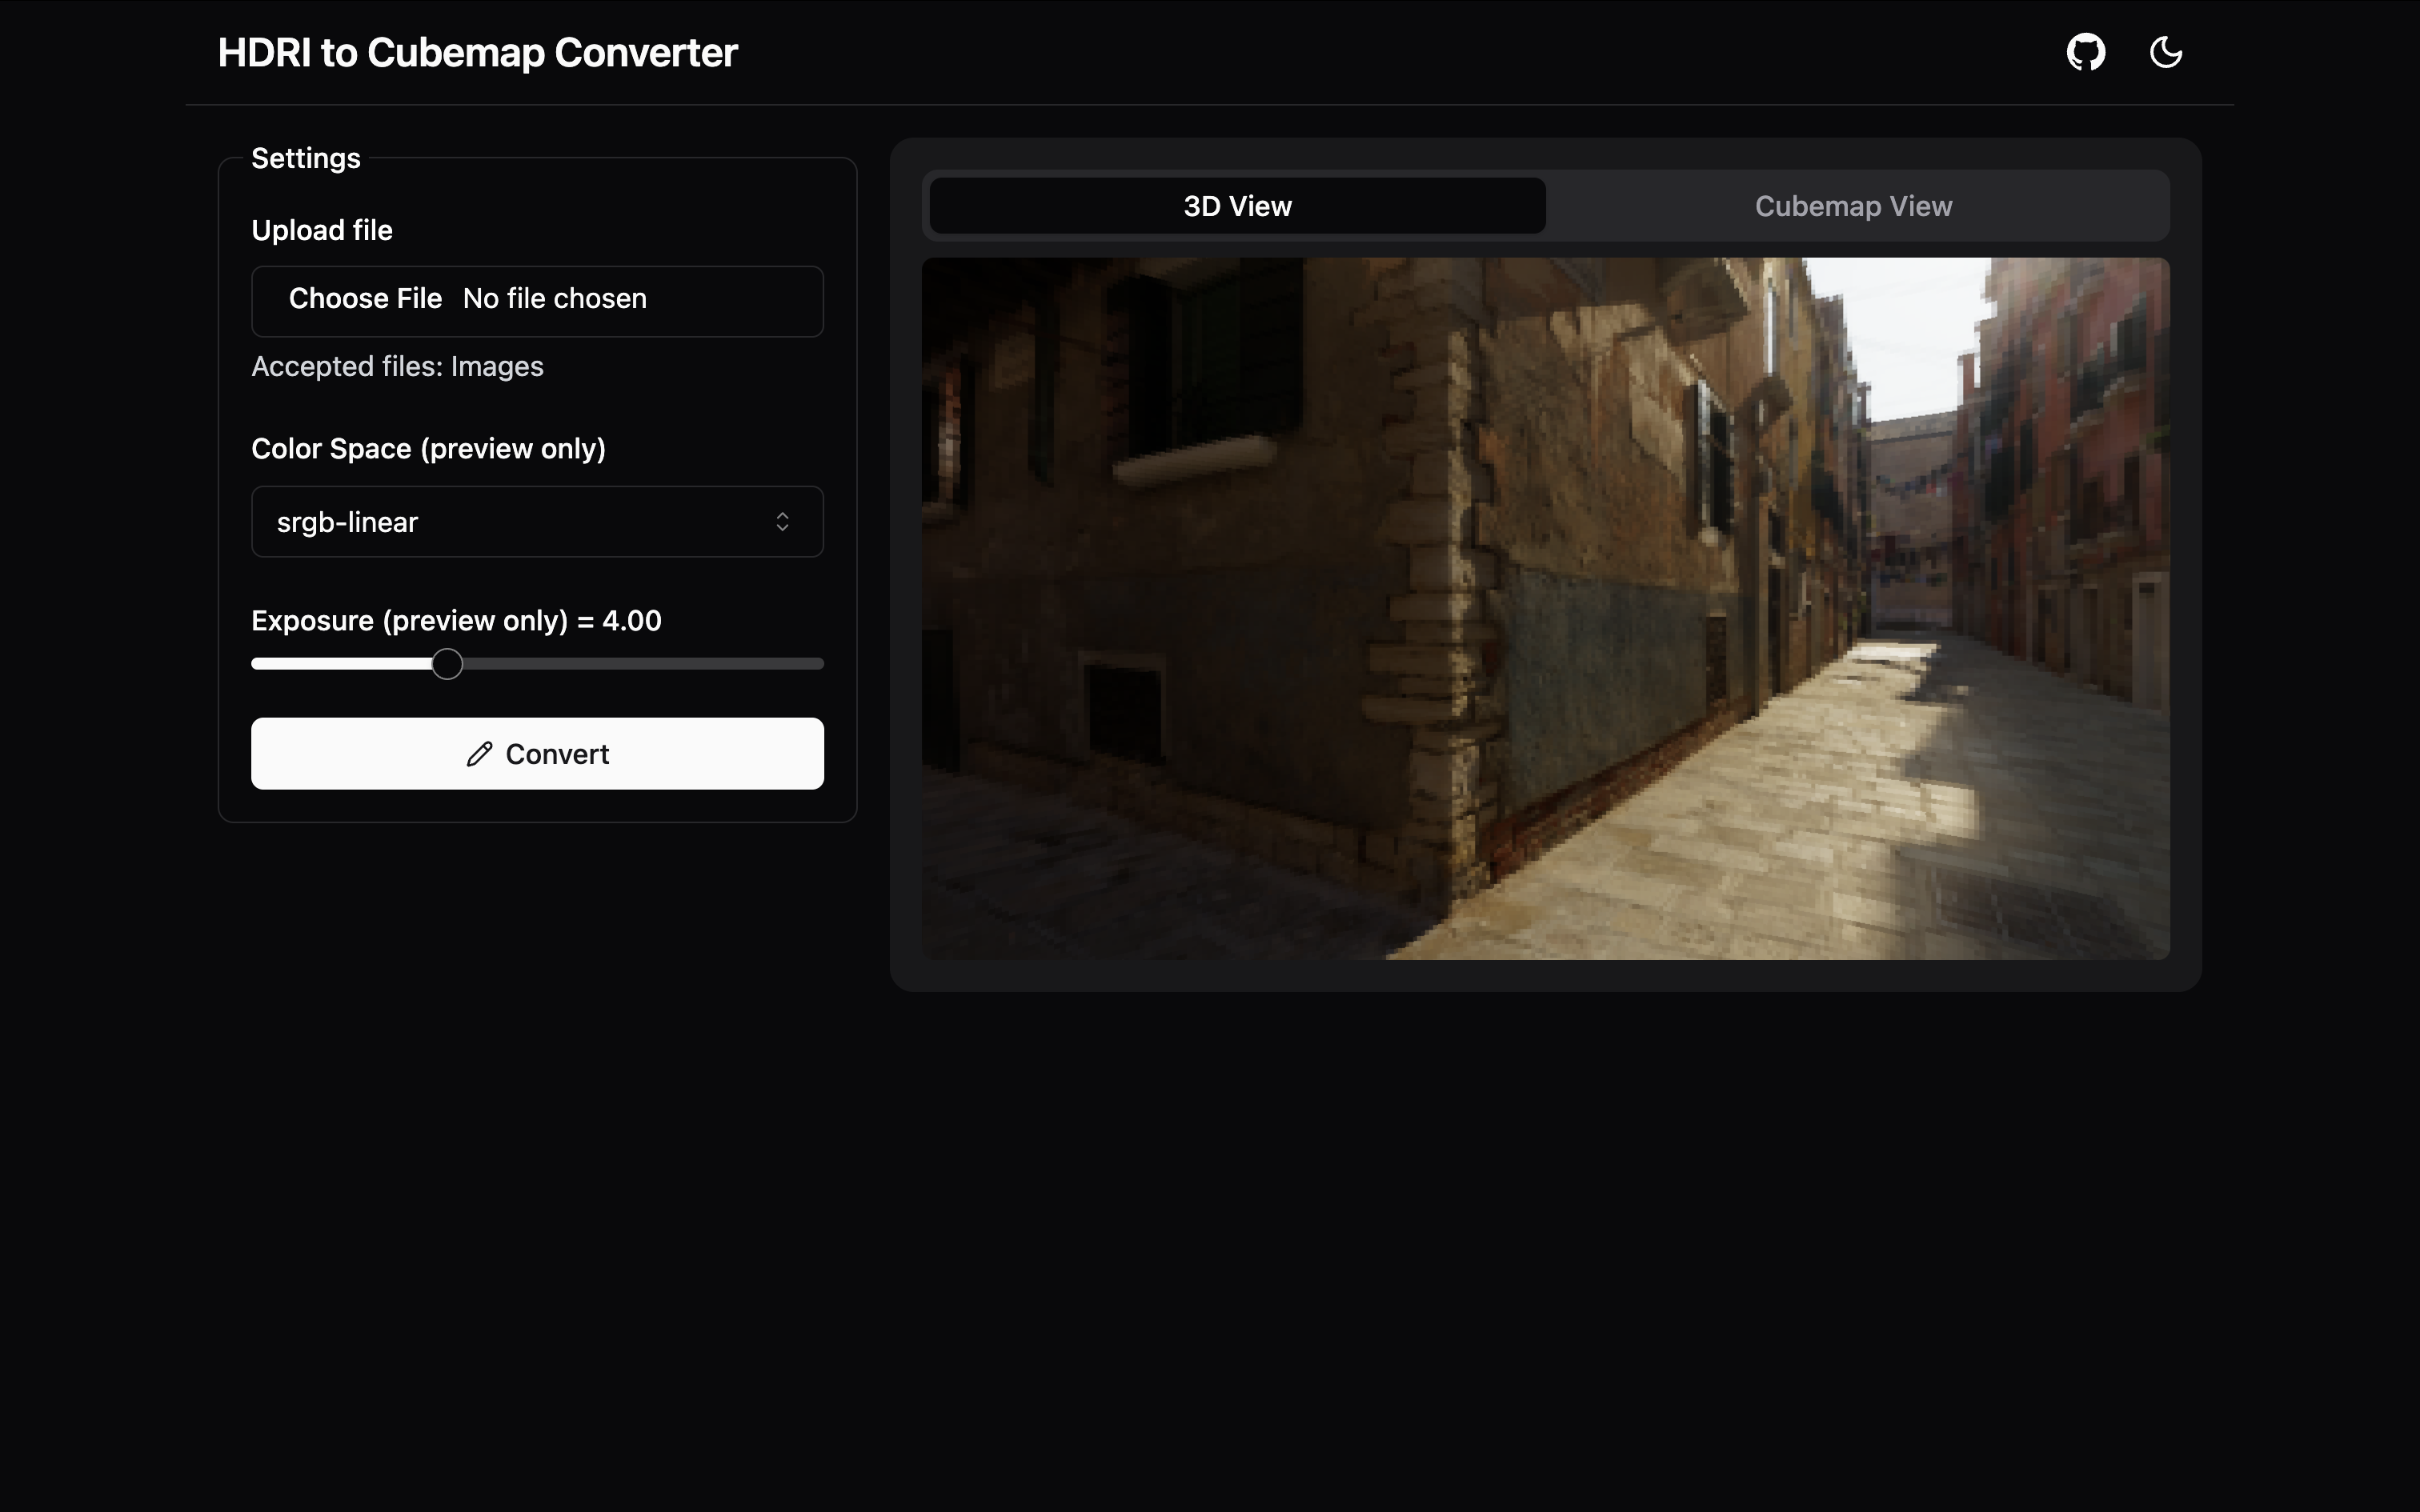 HDRI to Cubemap Converter
Settings
Upload file
Choose File No file chosen
Accepted files: Images
Color Space (preview only)
srgb-linear
Exposure (preview only) = 4.00
Convert
3D View
Cubemap View